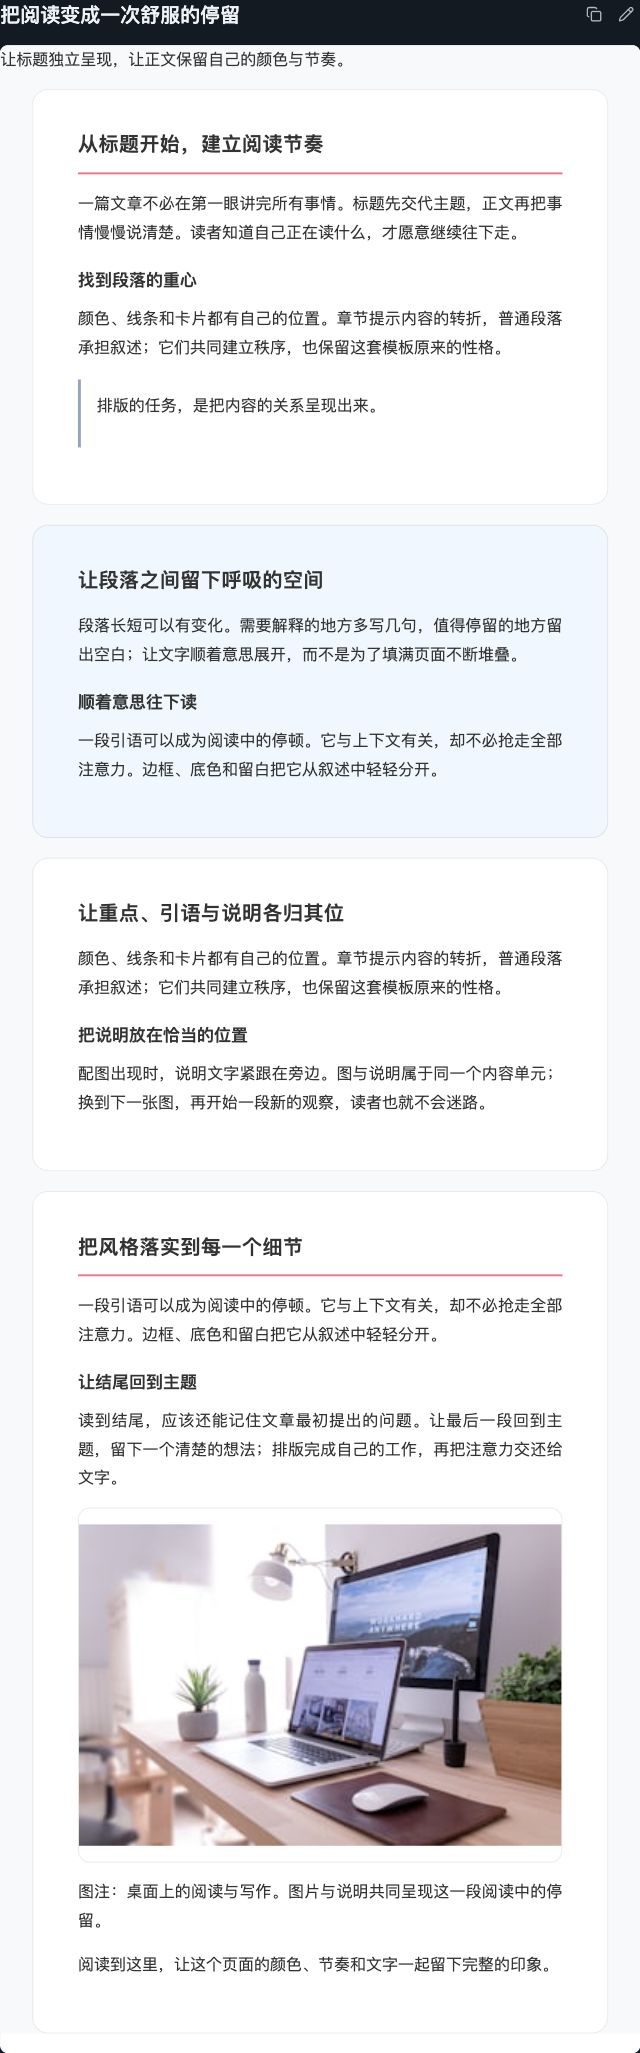 把阅读变成一次舒服的停留
让标题独立呈现，让正文保留自己的颜色与节奏。
从标题开始，建立阅读节奏
一篇文章不必在第一眼讲完所有事情。标题先交代主题，正文再把事
情慢慢说清楚。读者知道自己正在读什么，才愿意继续往下走。
找到段落的重心
颜色、线条和卡片都有自己的位置。章节提示内容的转折，普通段落
承担叙述；它们共同建立秩序，也保留这套模板原来的性格。
排版的任务，是把内容的关系呈现出来。
让段落之间留下呼吸的空间
段落长短可以有变化。需要解释的地方多写几句，值得停留的地方留
出空白；让文字顺着意思展开，而不是为了填满页面不断堆叠。
顺着意思往下读
一段引语可以成为阅读中的停顿。它与上下文有关，却不必抢走全部
注意力。边框、底色和留白把它从叙述中轻轻分开。
让重点、引语与说明各归其位
颜色、线条和卡片都有自己的位置。章节提示内容的转折，普通段落
承担叙述；它们共同建立秩序，也保留这套模板原来的性格。
把说明放在恰当的位置
配图出现时，说明文字紧跟在旁边。图与说明属于同一个内容单元；
换到下一张图，再开始一段新的观察，读者也就不会迷路。
把风格落实到每一个细节
一段引语可以成为阅读中的停顿。它与上下文有关，却不必抢走全部
注意力。边框、底色和留白把它从叙述中轻轻分开。
让结尾回到主题
读到结尾，应该还能记住文章最初提出的问题。让最后一段回到主
题，留下一个清楚的想法；排版完成自己的工作，再把注意力交还给
文字。
WORKHARD
ANYWHERE
图注：桌面上的阅读与写作。图片与说明共同呈现这一段阅读中的停
留。
阅读到这里，让这个页面的颜色、节奏和文字一起留下完整的印象。